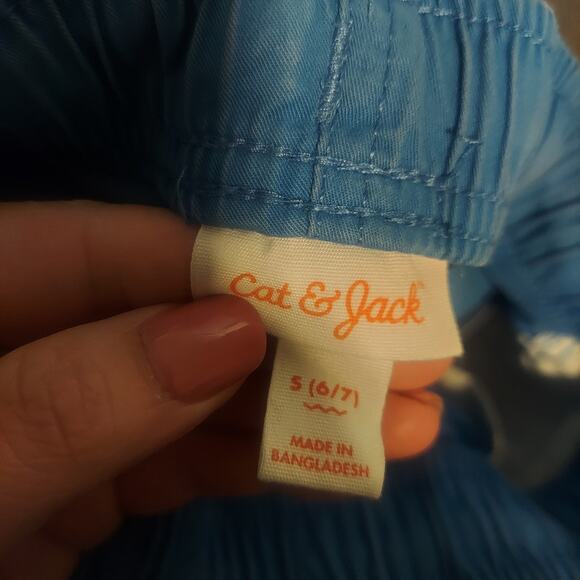 Cat & Jack
S (6/7)
MADE IN
BANGLADESH